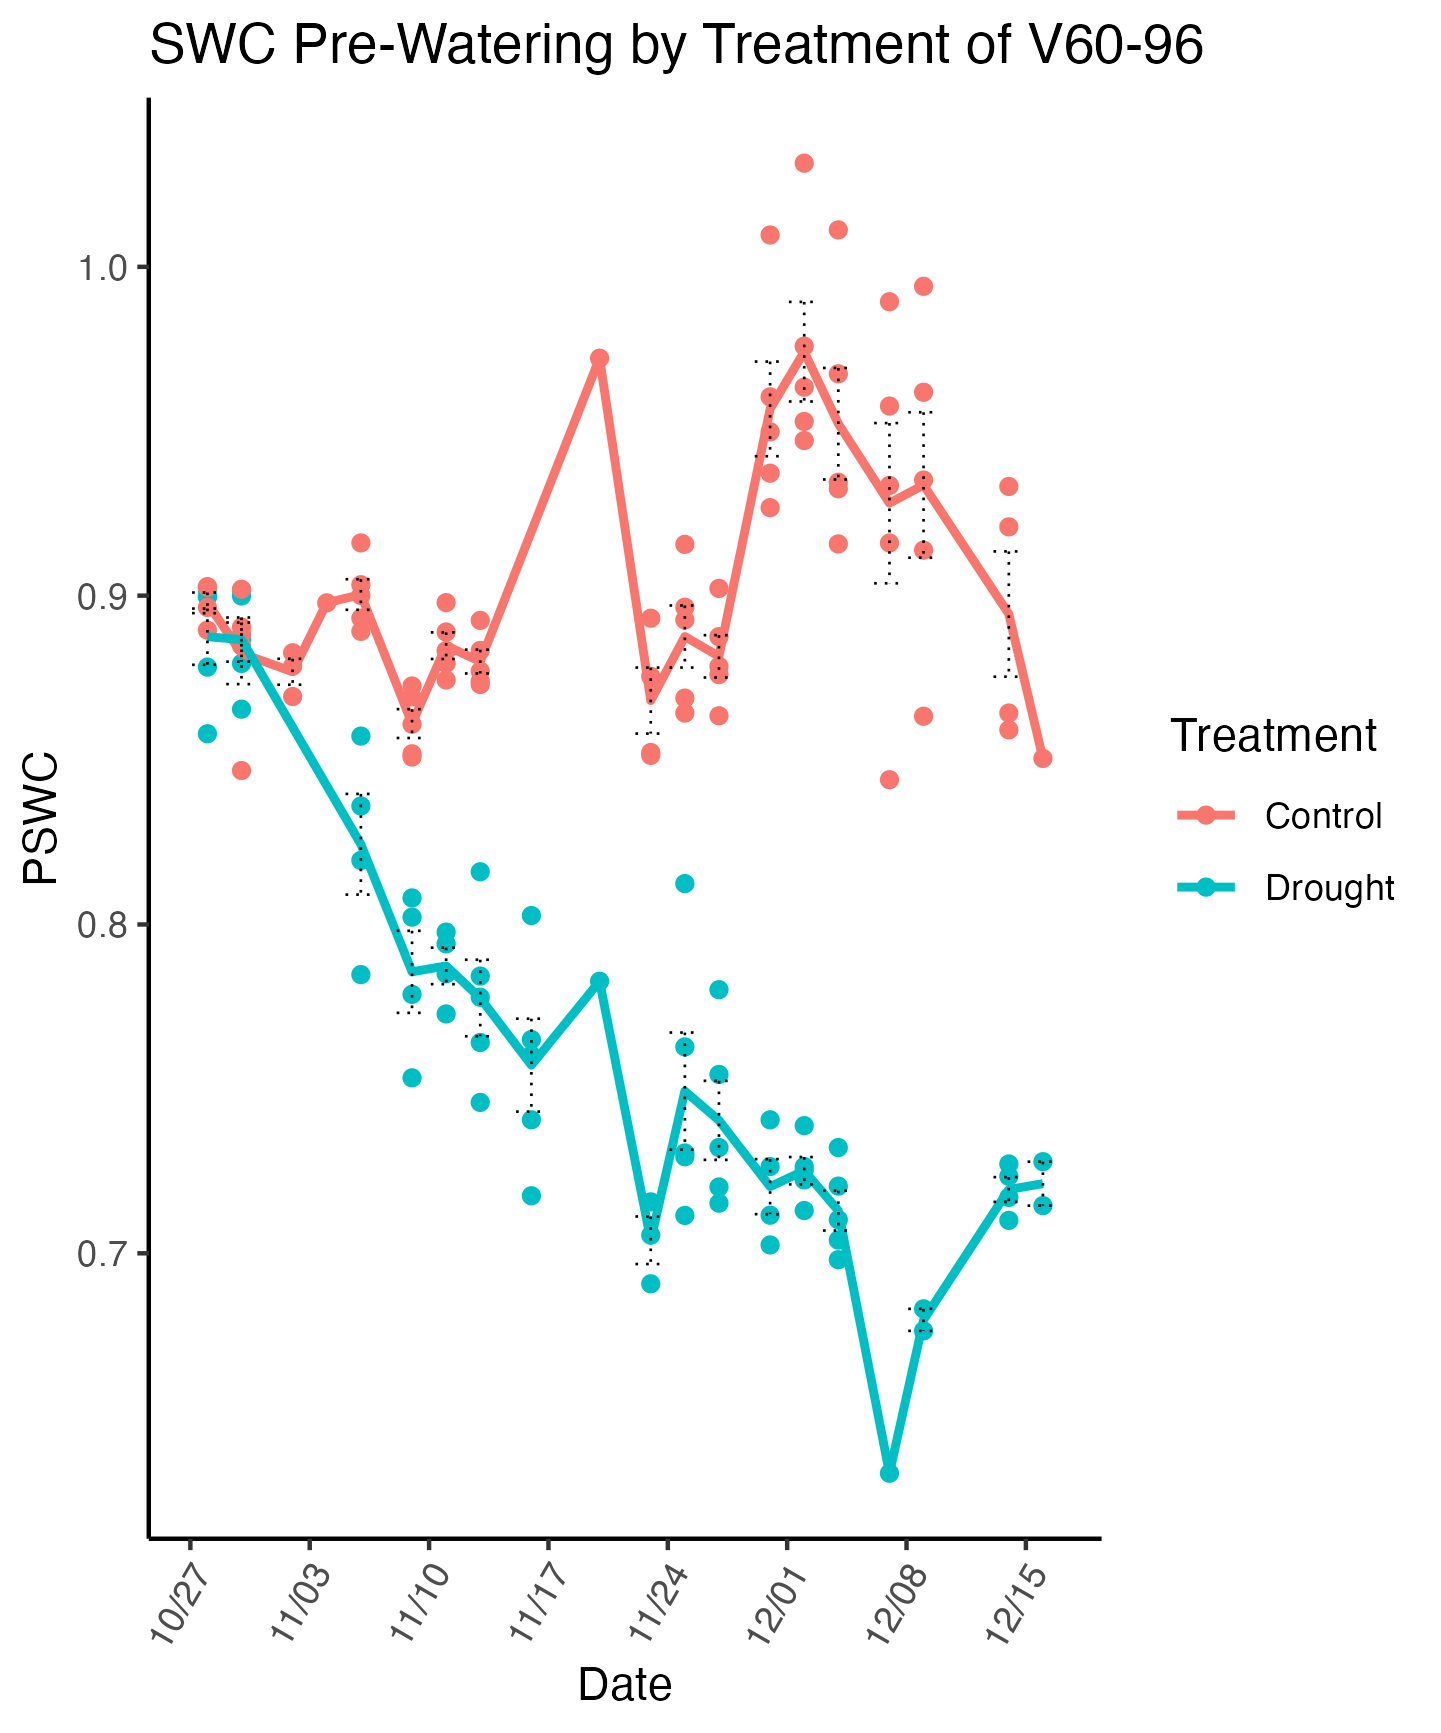 SWC Pre-Watering by Treatment of V60-96
PSWC
1.0
0.9
0.8
0.7
10/27
11/03
11/10
11/17
11/24
12/01
12/08
12/15
Date
Treatment
Control
Drought